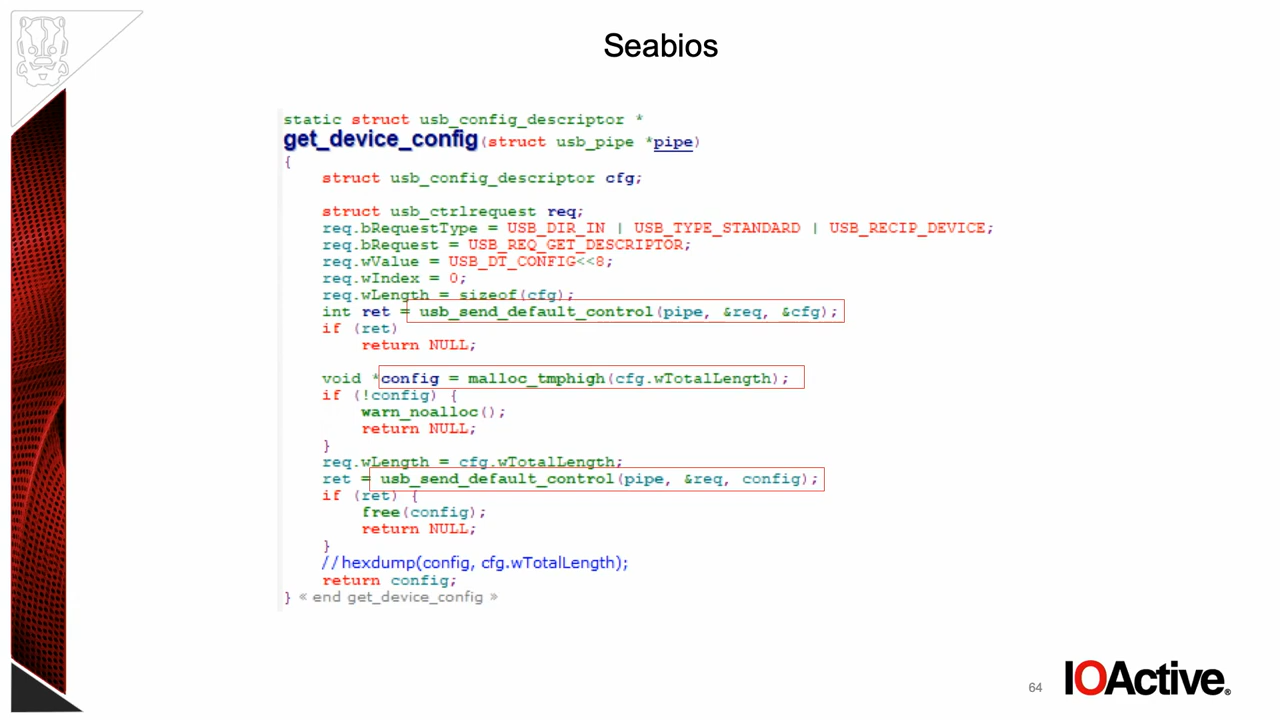 Seabios
static struct usb_config_descriptor *
get_device_config(struct usb_pipe *pipe)
{
struct usb_config_descriptor cfg;
struct usb_ctrlrequest req;
req.bRequestType = USB_DIR_IN | USB_TYPE_STANDARD | USB_RECIP_DEVICE;
req.bRequest = USB_REQ_GET_DESCRIPTOR;
req.wValue = USB_DT_CONFIG<<8;
req.wIndex = 0;
req.wLength = sizeof(cfg);
int ret = usb_send_default_control(pipe, &req, &cfg);
if (ret)
return NULL;
void *config = malloc_tmphigh(cfg.wTotalLength);
if (!config) {
warn_noalloc();
return NULL;
}
req.wLength = cfg.wTotalLength;
ret = usb_send_default_control(pipe, &req, config);
if (ret) {
free(config);
return NULL;
}
//hexdump(config, cfg.wTotalLength);
return config;
} « end get_device_config »
64
IOActive®